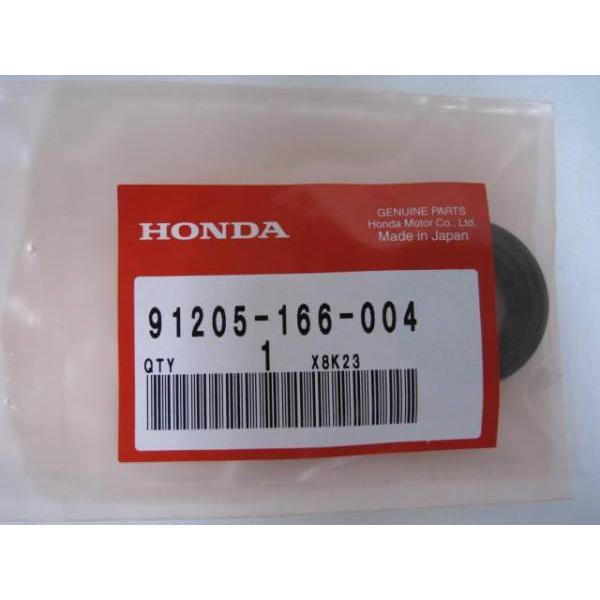 HONDA
GENUINE PARTS
Honda Motor Co., Ltd.
Made in Japan
91205-166-004
QTY 1 X8K23